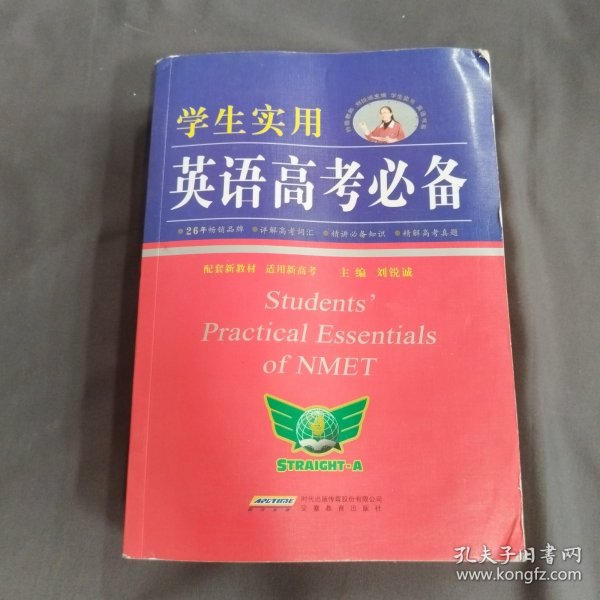 学生实用
英语高考必备
•26年畅销品牌 •详解高考词汇 •精讲必备知识 •精解高考真题
配套新教材 适用新高考 主编 刘锐诚
Students'
Practical Essentials
of NMET
STRAIGHT-A
时代出版传媒股份有限公司
安徽教育出版社
孔夫子旧书网
www.kongfz.com